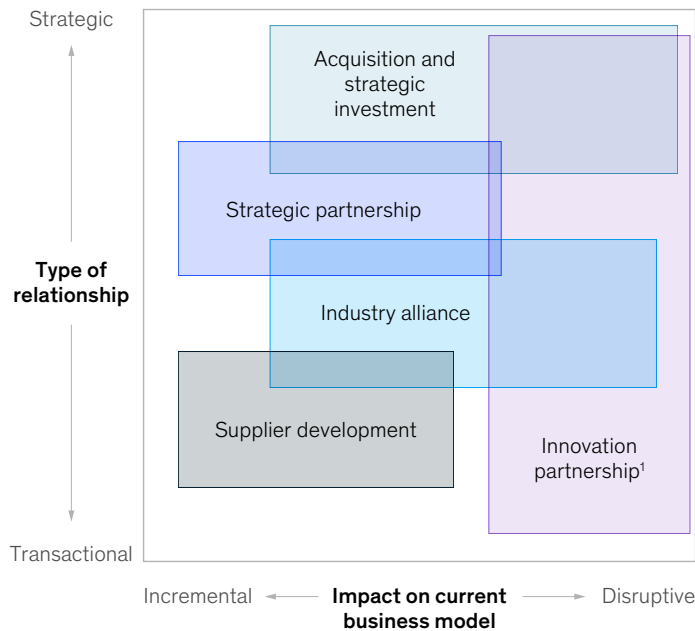 Strategic
Acquisition and
strategic
investment
Strategic partnership
Type of
relationship
Industry alliance
Supplier development
Innovation
partnership¹
Transactional
Incremental
Impact on current
business model
Disruptive